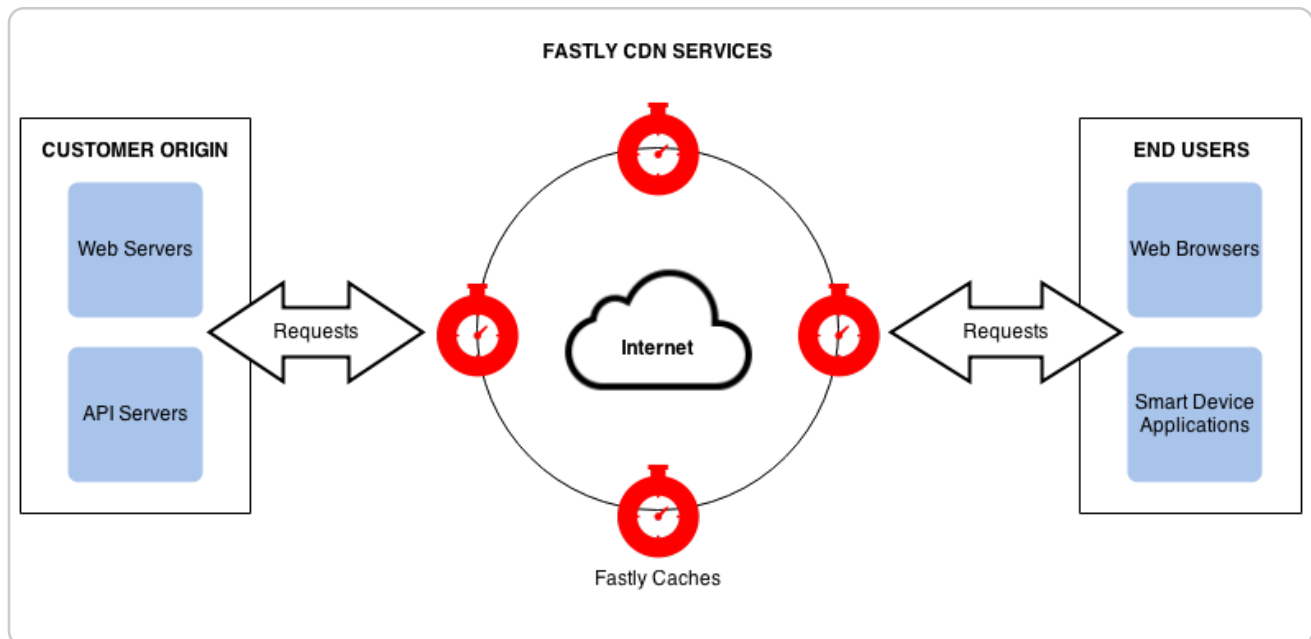 FASTLY CDN SERVICES
CUSTOMER ORIGIN
Web Servers
API Servers
Requests
Internet
Fastly Caches
Requests
END USERS
Web Browsers
Smart Device
Applications